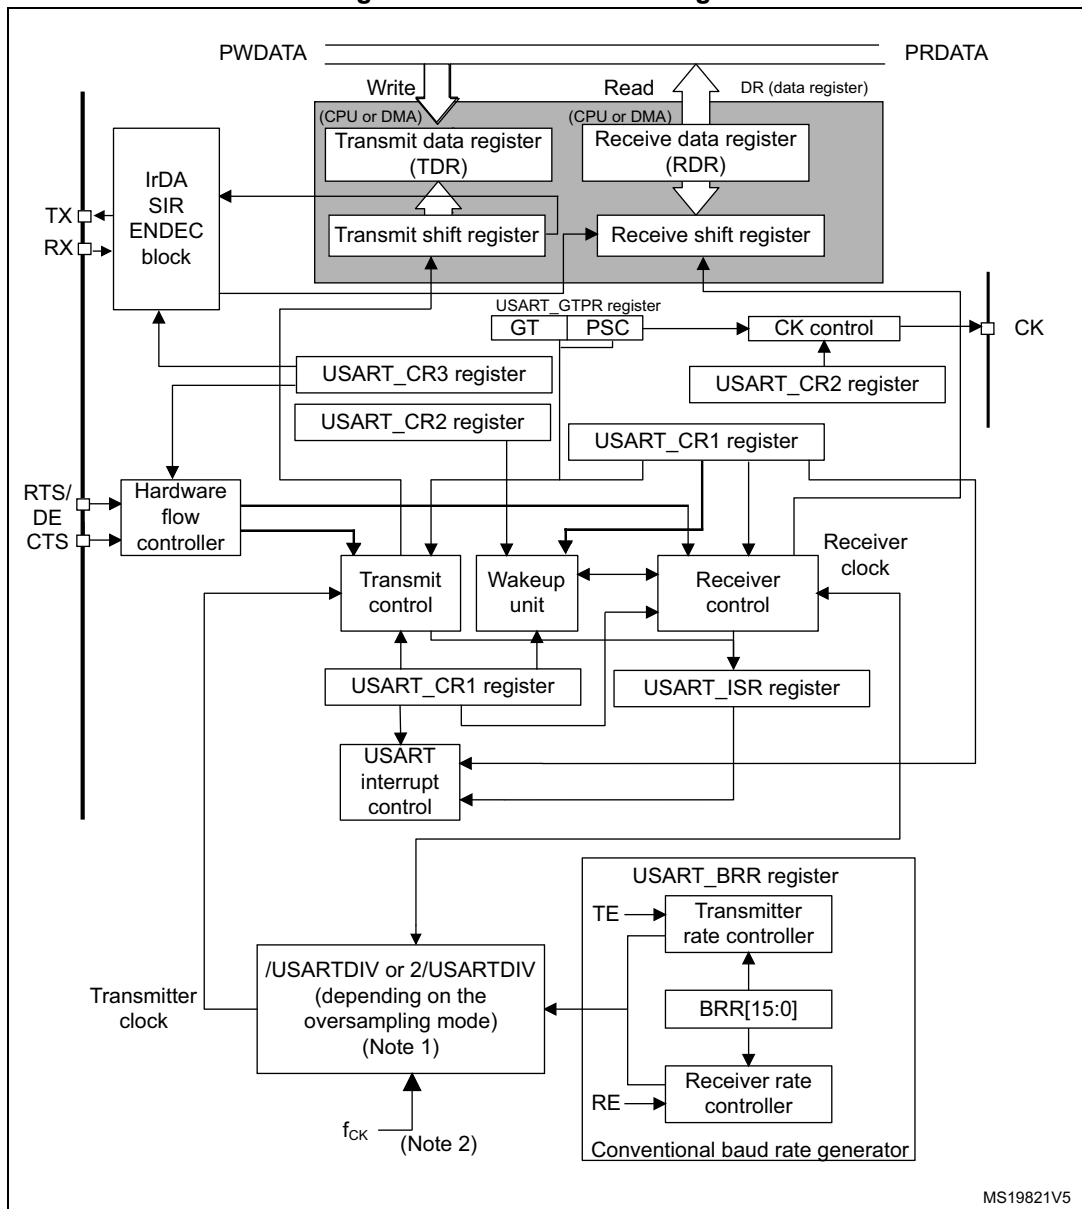 PWDATA
PRDATA
Write
Read
DR (data register)
(CPU or DMA)
(CPU or DMA)
Transmit data register
(TDR)
Receive data register
(RDR)
IrDA
SIR
ENDEC
block
TX
RX
Transmit shift register
Receive shift register
USART_GTPR register
GT
PSC
CK control
CK
USART_CR3 register
USART_CR2 register
USART_CR2 register
USART_CR1 register
RTS/
DE
CTS
Hardware
flow
controller
Transmit
control
Wakeup
unit
Receiver
control
Receiver
clock
USART_CR1 register
USART_ISR register
USART
interrupt
control
USART_BRR register
TE
Transmitter
rate controller
/USARTDIV or 2/USARTDIV
(depending on the
oversampling mode)
(Note 1)
Transmitter
clock
BRR[15:0]
RE
Receiver rate
controller
fCK
(Note 2)
Conventional baud rate generator
MS19821V5